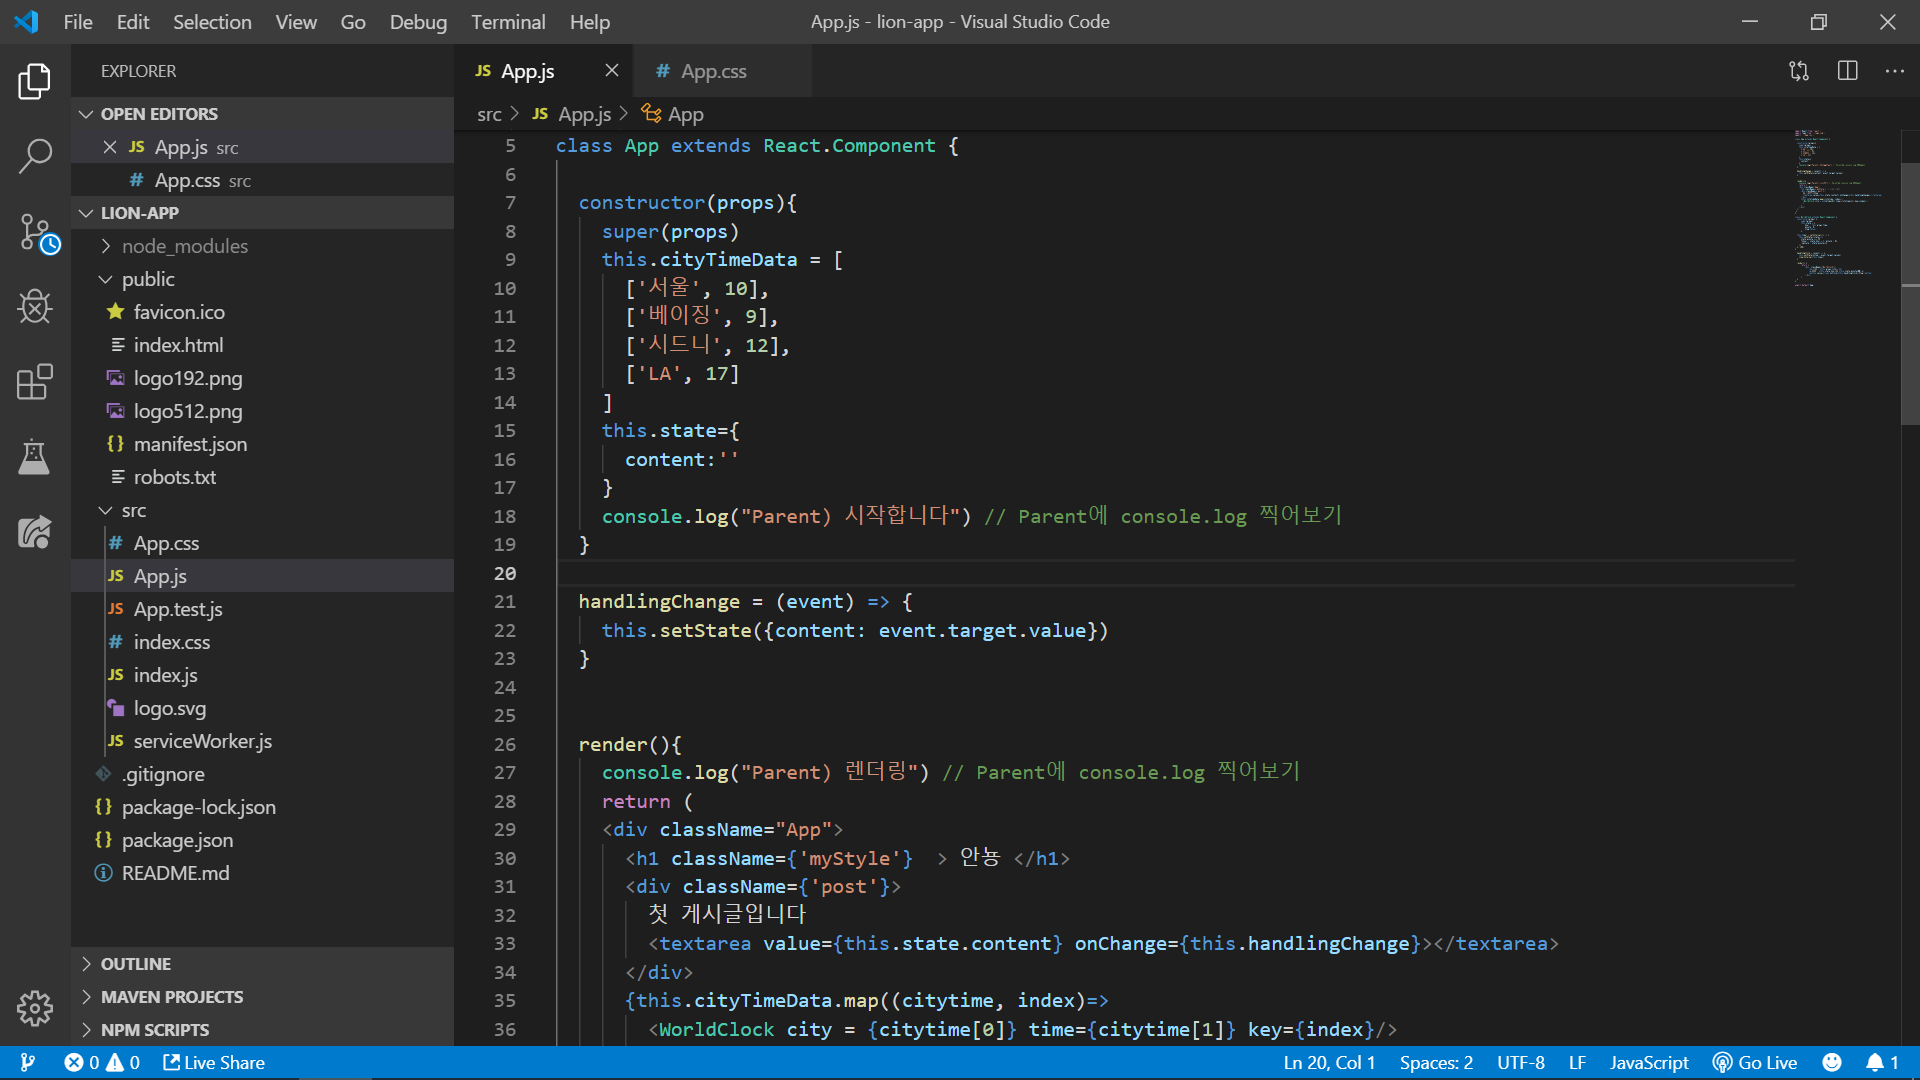 File Edit Selection View Go Debug Terminal Help
App.js - lion-app - Visual Studio Code
EXPLORER
OPEN EDITORS
JS App.js src
# App.css src
LION-APP
node_modules
public
favicon.ico
index.html
logo192.png
logo512.png
{} manifest.json
robots.txt
src
# App.css
JS App.js
JS App.test.js
# index.css
JS index.js
logo.svg
JS serviceWorker.js
.gitignore
{} package-lock.json
{} package.json
README.md
OUTLINE
MAVEN PROJECTS
NPM SCRIPTS
JS App.js
# App.css
src > JS App.js > App
5 class App extends React.Component {
6
7 constructor(props){
8 super(props)
9 this.cityTimeData = [
10 ['서울', 10],
11 ['베이징', 9],
12 ['시드니', 12],
13 ['LA', 17]
14 ]
15 this.state={
16 content:''
17 }
18 console.log("Parent) 시작합니다") // Parent에 console.log 찍어보기
19 }
20
21 handlingChange = (event) => {
22 this.setState({content: event.target.value})
23 }
24
25
26 render(){
27 console.log("Parent) 렌더링") // Parent에 console.log 찍어보기
28 return (
29 <div className="App">
30 <h1 className={'myStyle'} > 안뇽 </h1>
31 <div className={'post'}>
32 첫 게시글입니다
33 <textarea value={this.state.content} onChange={this.handlingChange}></textarea>
34 </div>
35 {this.cityTimeData.map((citytime, index)=>
36 <WorldClock city = {citytime[0]} time={citytime[1]} key={index}/>
0 0 Live Share
Ln 20, Col 1 Spaces: 2 UTF-8 LF JavaScript Go Live 1